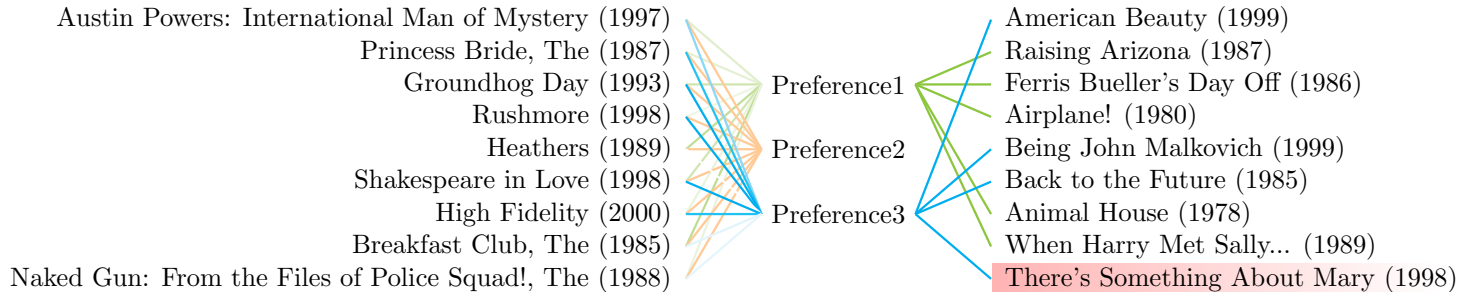 Austin Powers: International Man of Mystery (1997)
Princess Bride, The (1987)
Groundhog Day (1993)
Rushmore (1998)
Heathers (1989)
Shakespeare in Love (1998)
High Fidelity (2000)
Breakfast Club, The (1985)
Naked Gun: From the Files of Police Squad!, The (1988)
Preference1
Preference2
Preference3
American Beauty (1999)
Raising Arizona (1987)
Ferris Bueller's Day Off (1986)
Airplane! (1980)
Being John Malkovich (1999)
Back to the Future (1985)
Animal House (1978)
When Harry Met Sally... (1989)
There's Something About Mary (1998)